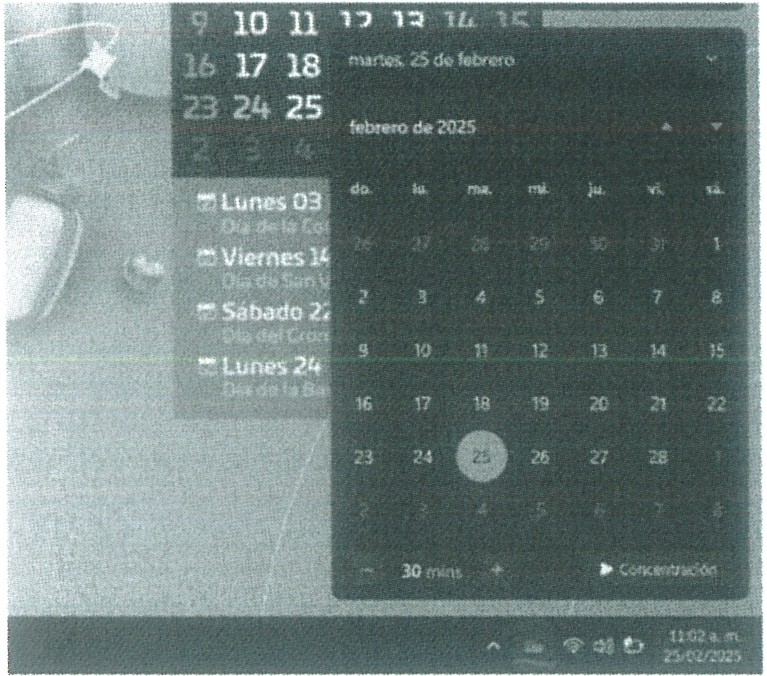 9 10 11 12 13 14 15
16 17 18
23 24 25
2 3 4
Lunes 03
Día de la
Viernes 14
Día de San V
Sábado 22
Día del
Lunes 24
Día de la Ba
martes, 25 de febrero
febrero de 2025
do. lu. ma. mi. ju. vi. sá.
26 27 28 29 30 31 1
2 3 4 5 6 7 8
9 10 11 12 13 14 15
16 17 18 19 20 21 22
23 24 25 26 27 28 1
2 3 4 5 6 7 8
30 mins
Concentración
11:02 a. m.
25/02/2025